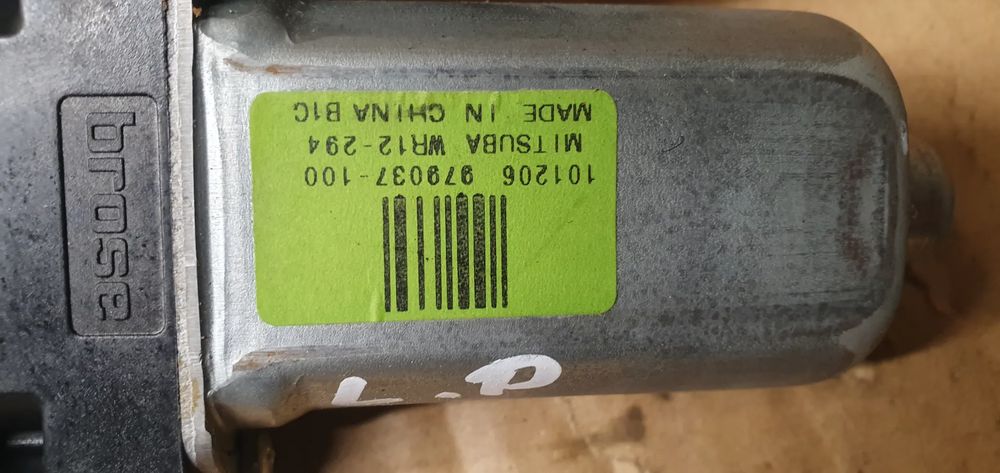 brose
101206 979037-100
MITSUBA WR12-294
MADE IN CHINA B1C
L.P